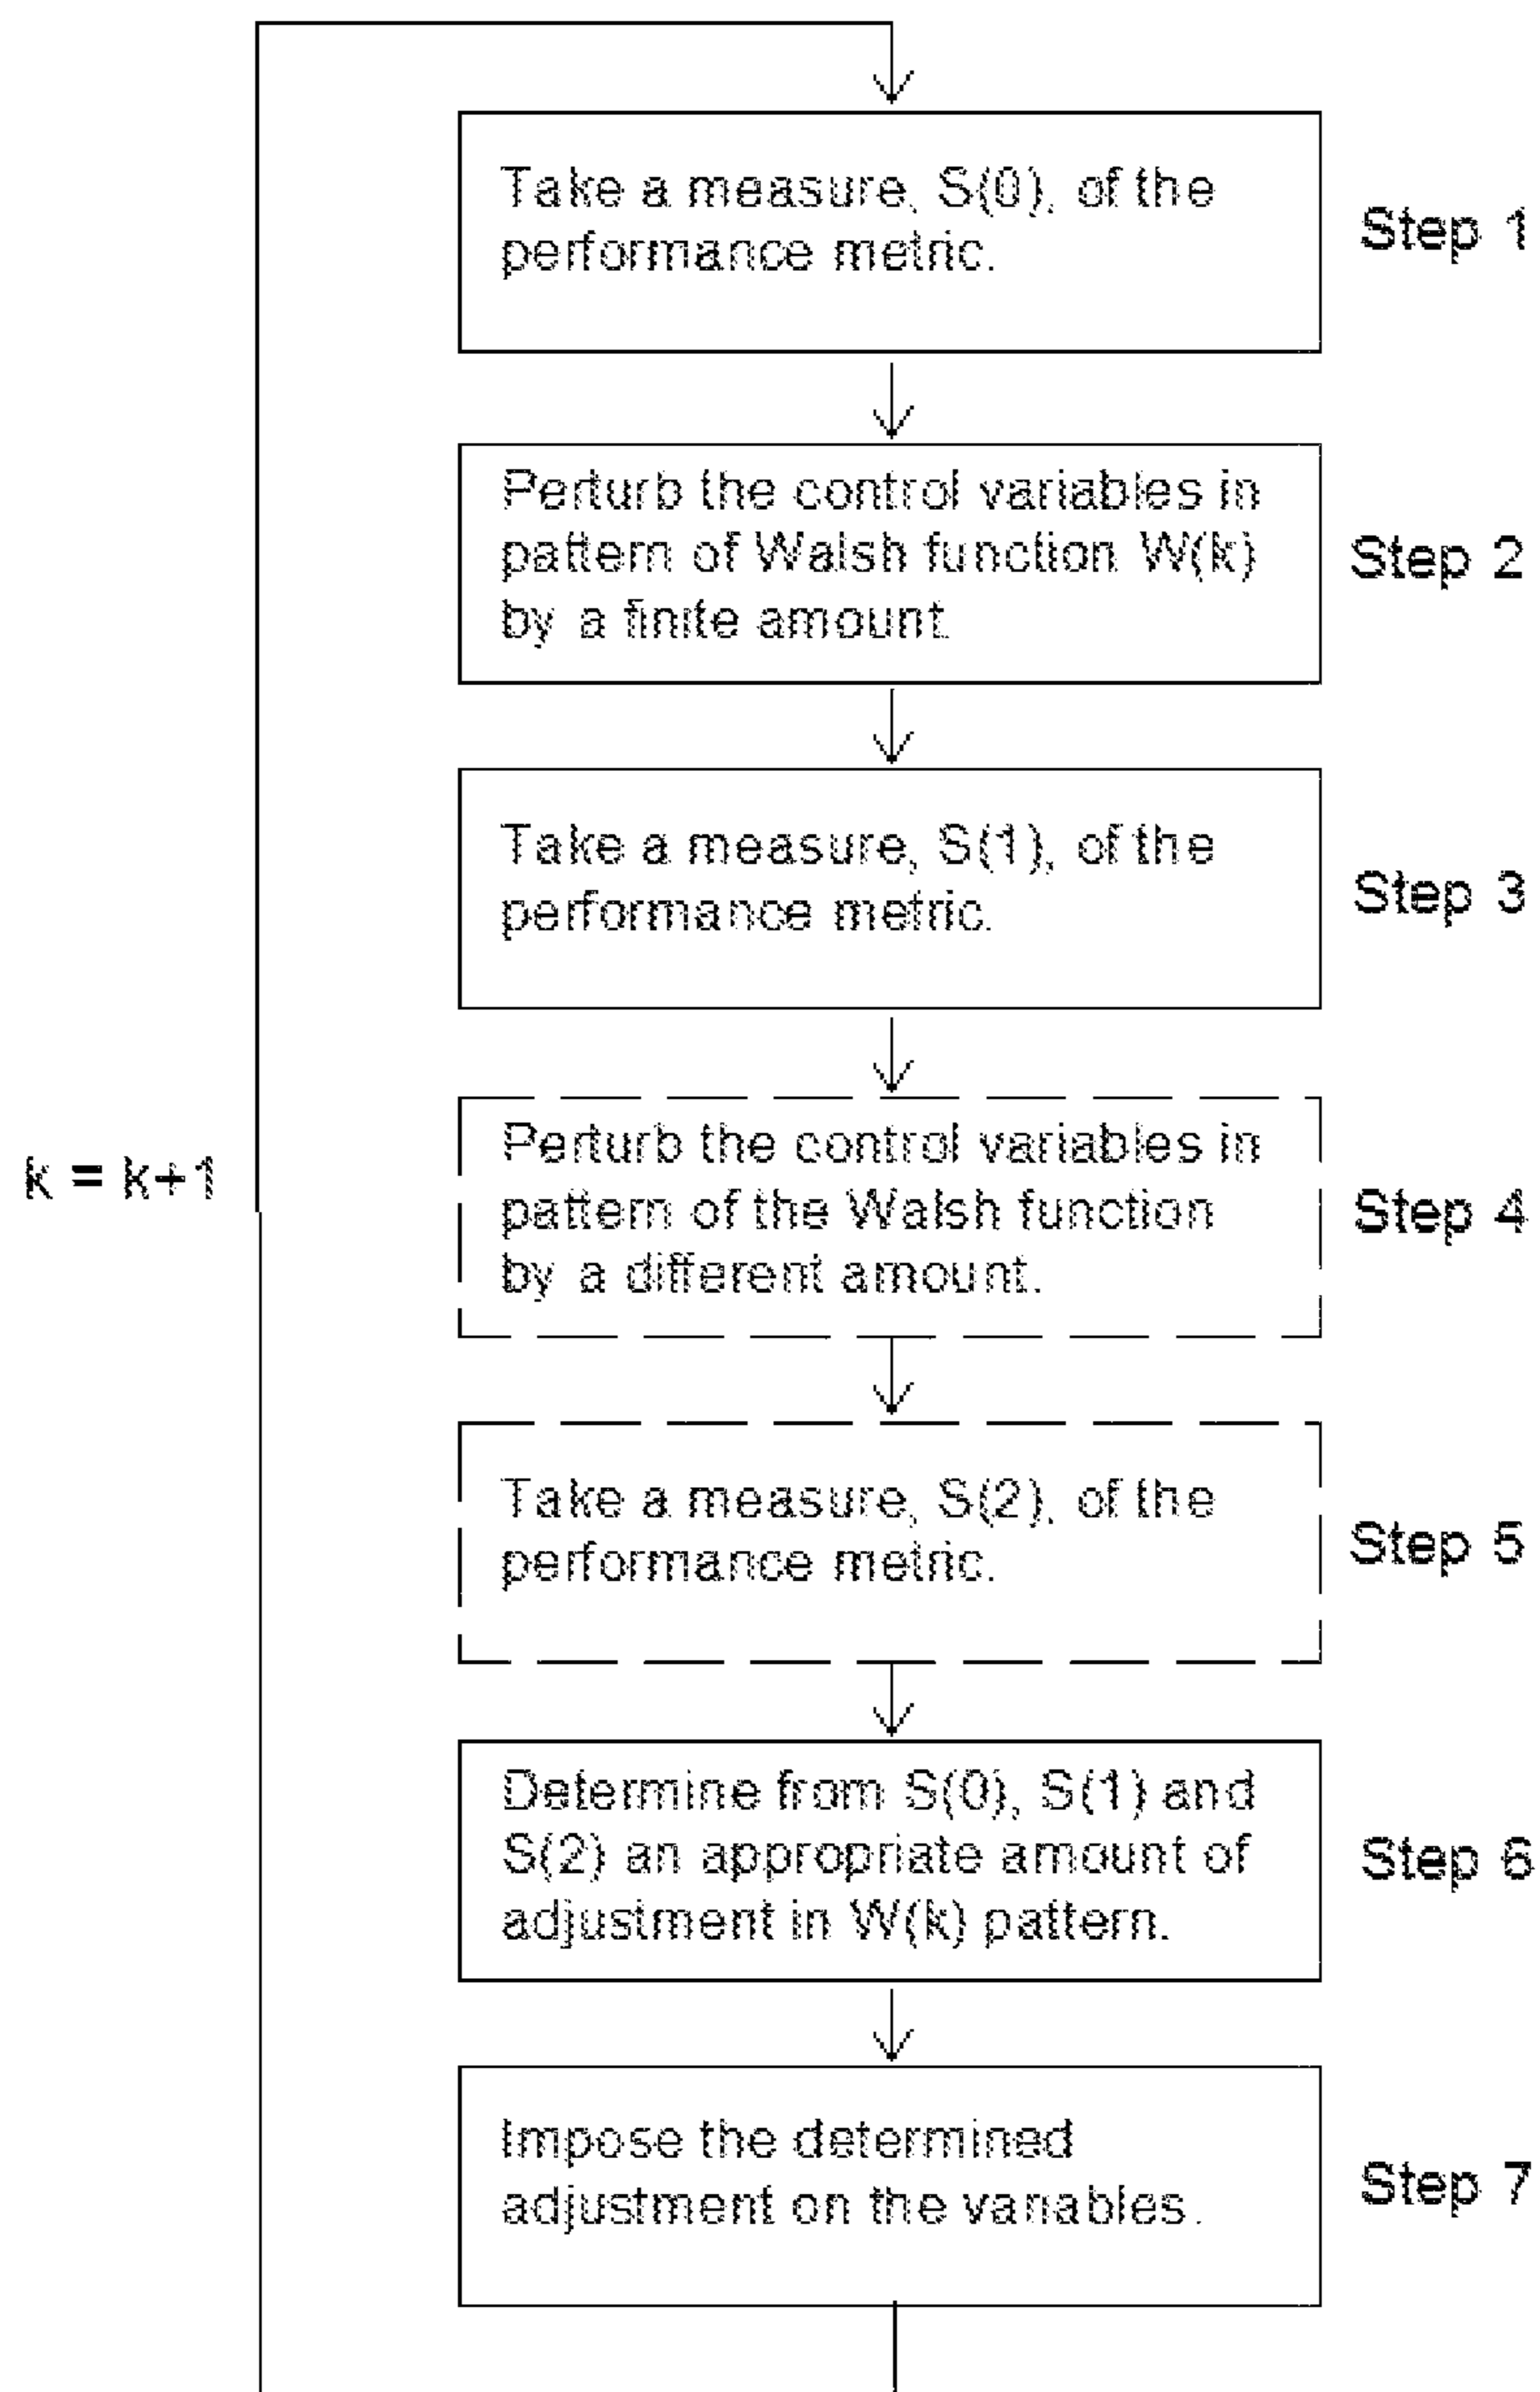 Take a measure, S(0), of the
performance metric.
Step 1
Perturb the control variables in
pattern of Walsh function W(k)
by a finite amount.
Step 2
Take a measure, S(1), of the
performance metric.
Step 3
k = k+1
Perturb the control variables in
pattern of the Walsh function
by a different amount.
Step 4
Take a measure, S(2), of the
performance metric.
Step 5
Determine from S(0), S(1) and
S(2) an appropriate amount of
adjustment in W(k) pattern.
Step 6
Impose the determined
adjustment on the variables.
Step 7